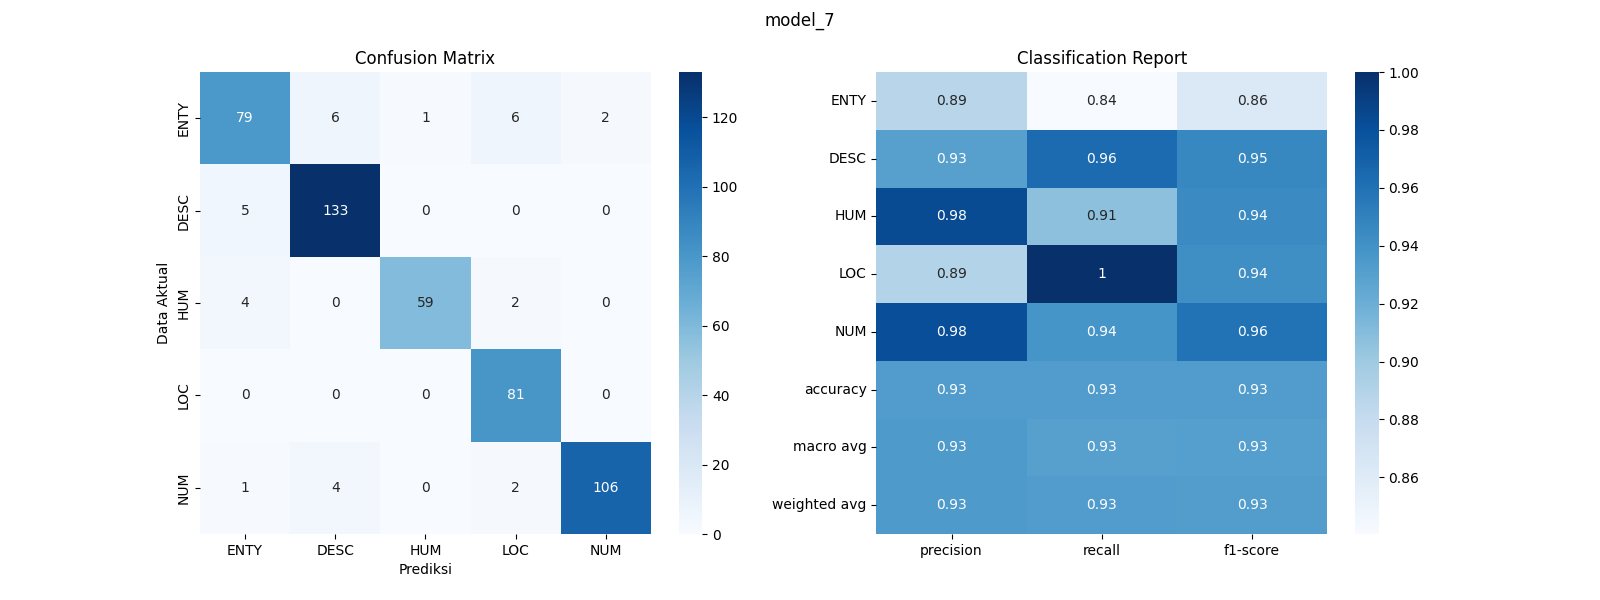 model_7
Confusion Matrix
ENTY 79 6 1 6 2
DESC 5 133 0 0 0
HUM 4 0 59 2 0
LOC 0 0 0 81 0
NUM 1 4 0 2 106
ENTY DESC HUM LOC NUM
Prediksi
Data Aktual
120
100
80
60
40
20
0
Classification Report
ENTY 0.89 0.84 0.86
DESC 0.93 0.96 0.95
HUM 0.98 0.91 0.94
LOC 0.89 1 0.94
NUM 0.98 0.94 0.96
accuracy 0.93 0.93 0.93
macro avg 0.93 0.93 0.93
weighted avg 0.93 0.93 0.93
precision recall f1-score
1.00
0.98
0.96
0.94
0.92
0.90
0.88
0.86